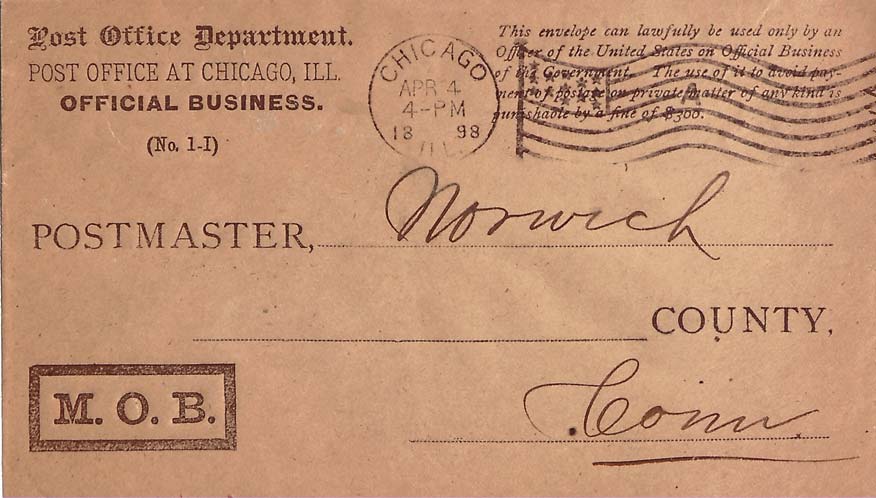 Post Office Department.
POST OFFICE AT CHICAGO, ILL.
OFFICIAL BUSINESS.
(No. 1-I)
CHICAGO
APR 4
4-PM
18 98
ILL.
This envelope can lawfully be used only by an
Officer of the United States on Official Business
of the Government. The use of it to avoid pay-
ment of postage on private matter of any kind is
punishable by a fine of $300.
A
POSTMASTER, Norwich
COUNTY,
M. O. B.
Conn.